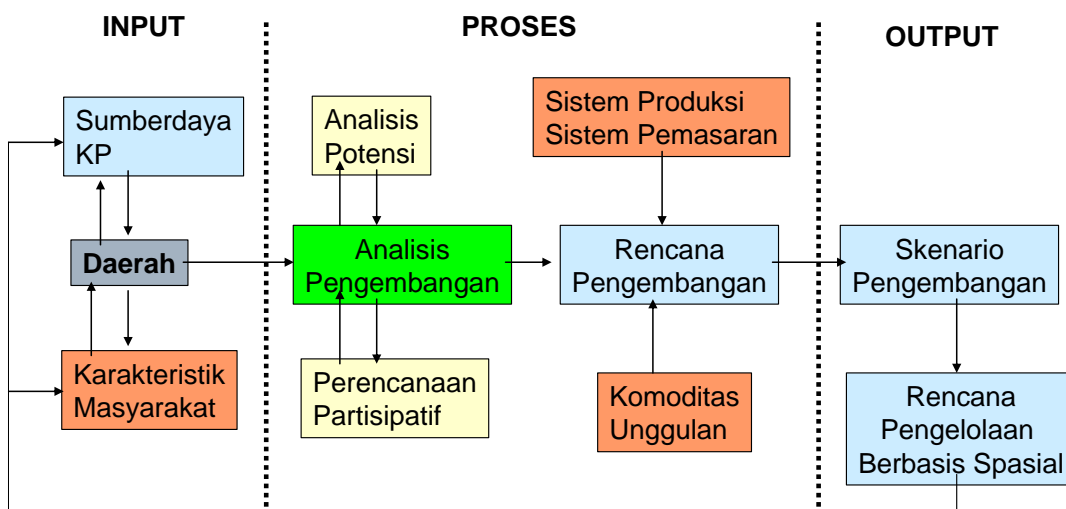 INPUT
PROSES
OUTPUT
Sumberdaya
KP
Daerah
Karakteristik
Masyarakat
Analisis
Potensi
Analisis
Pengembangan
Perencanaan
Partisipatif
Sistem Produksi
Sistem Pemasaran
Rencana
Pengembangan
Komoditas
Unggulan
Skenario
Pengembangan
Rencana
Pengelolaan
Berbasis Spasial